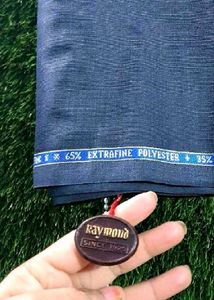 65% EXTRAFINE POLYESTER + 35%
Raymond
SINCE 1925